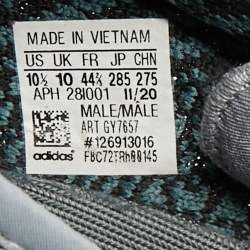 MADE IN VIETNAM
US UK FR JP CHN
10½ 10 44⅔ 285 275
APH 281001 11/20
MALE/MÂLE
ART GY7657
#126913016
adidas